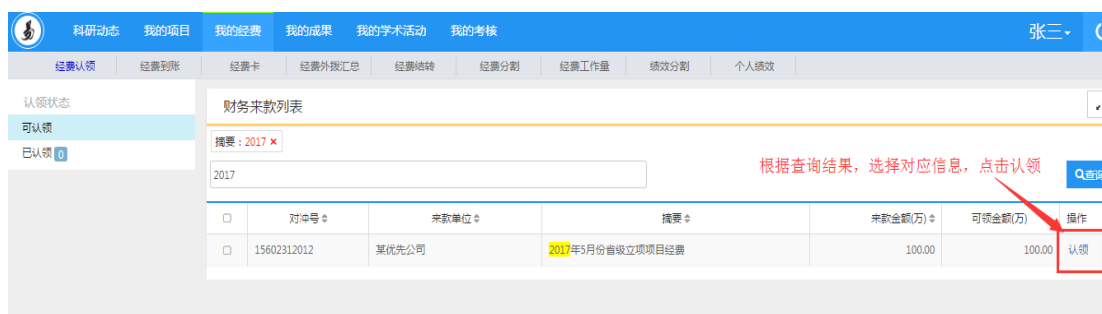 科研动态 我的项目 我的经费 我的成果 我的学术活动 我的考核 张三
经费认领 经费到账 经费卡 经费外拨汇总 经费结转 经费分割 经费工作量 绩效分割 个人绩效
认领状态
可认领
已认领 0
财务来款列表
摘要：2017 ×
2017
根据查询结果，选择对应信息，点击认领
查询
对冲号 来款单位 摘要 来款金额(万) 可领金额(万) 操作
15602312012 某优先公司 2017年5月份省级立项项目经费 100.00 100.00 认领